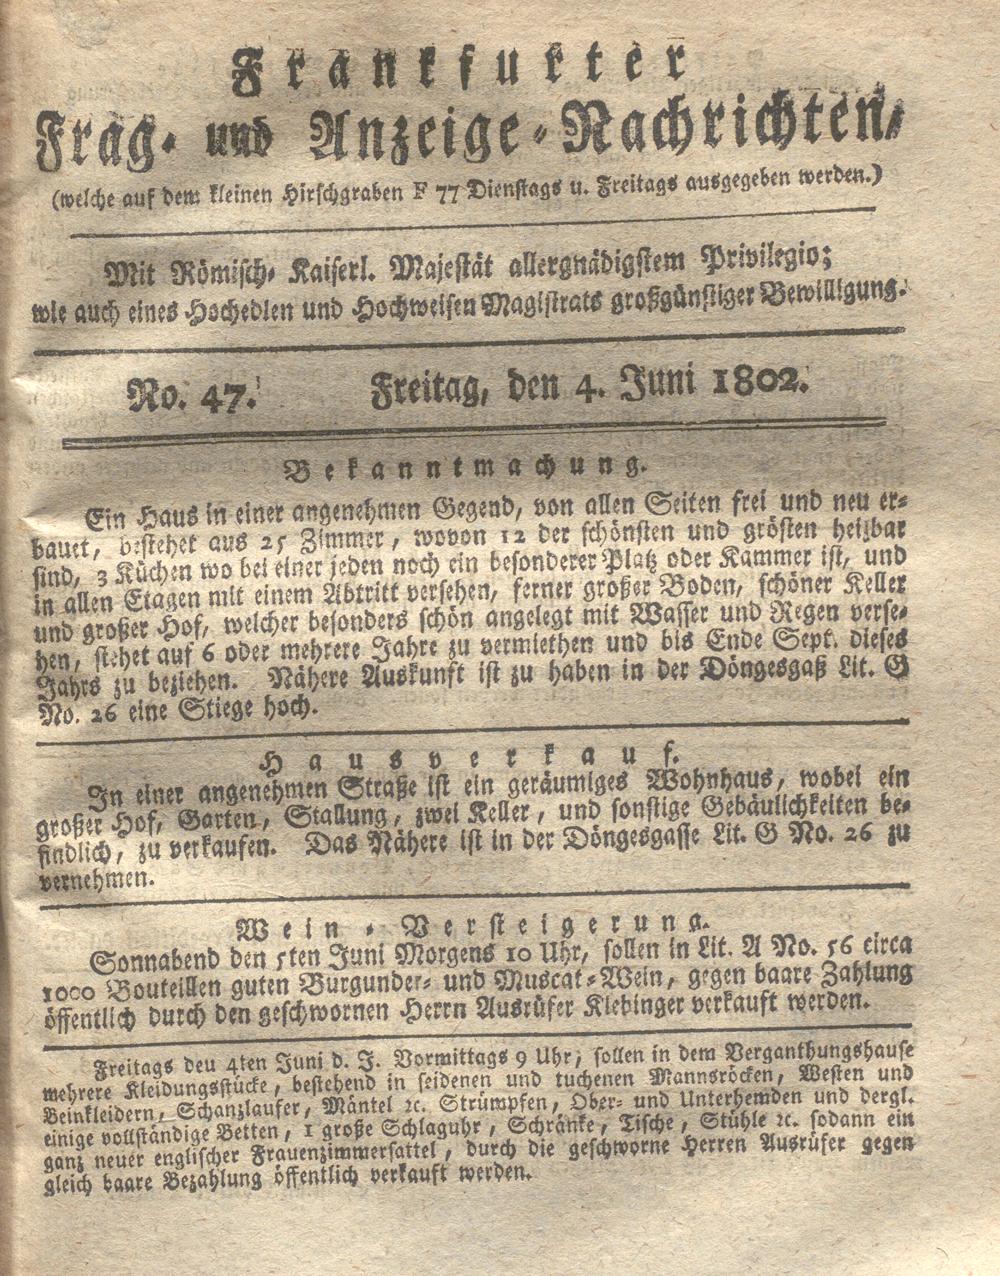 Frankfurter
Frag- und Anzeige-Nachrichten,
(welche auf dem kleinen Hirschgraben F 77 Dienstags u. Freitags ausgegeben werden.)
Mit Römisch- Kaiserl. Majestät allergnädigstem Privilegio;
wie auch eines Hochedlen und Hochweisen Magistrats großgünstiger Bewilligung.
No. 47. Freitag, den 4. Juni 1802.
Bekanntmachung.
Ein Haus in einer angenehmen Gegend, von allen Seiten frei und neu er-
bauet, bestehet aus 25 Zimmer, wovon 12 der schönsten und grösten heizbar
sind, 3 Küchen wo bei einer jeden noch ein besonderer Platz oder Kammer ist, und
in allen Etagen mit einem Abtritt versehen, ferner großer Boden, schöner Keller
und großer Hof, welcher besonders schön angelegt mit Wasser und Regen verse-
hen, stehet auf 6 oder mehrere Jahre zu vermiethen und bis Ende Sept. dieses
Jahrs zu beziehen. Nähere Auskunft ist zu haben in der Döngesgaß Lit. G
No. 26 eine Stiege hoch.
Hausverkauf.
In einer angenehmen Straße ist ein geräumiges Wohnhaus, wobei ein
großer Hof, Garten, Stallung, zwei Keller, und sonstige Gebäulichkeiten be-
findlich, zu verkaufen. Das Nähere ist in der Döngesgasse Lit. G No. 26 zu
vernehmen.
Wein-Versteigerung.
Sonnabend den 5ten Juni Morgens 10 Uhr, sollen in Lit. A No. 56 circa
1000 Bouteillen guten Burgunder- und Muscat-Wein, gegen baare Zahlung
öffentlich durch den geschwornen Herrn Ausrüfer Klebinger verkauft werden.
Freitags den 4ten Juni d. J. Vormittags 9 Uhr, sollen in dem Verganthungshause
mehrere Kleidungsstücke, bestehend in seidenen und tuchenen Mannsröcken, Westen und
Beinkleidern, Schanzlaufer, Mäntel ꝛc. Strümpfen, Ober- und Unterhemden und dergl.
einige vollständige Betten, 1 große Schlaguhr, Schränke, Tische, Stühle ꝛc. sodann ein
ganz neuer englischer Frauenzimmersattel, durch die geschworne Herren Ausrüfer gegen
gleich baare Bezahlung öffentlich verkauft werden.